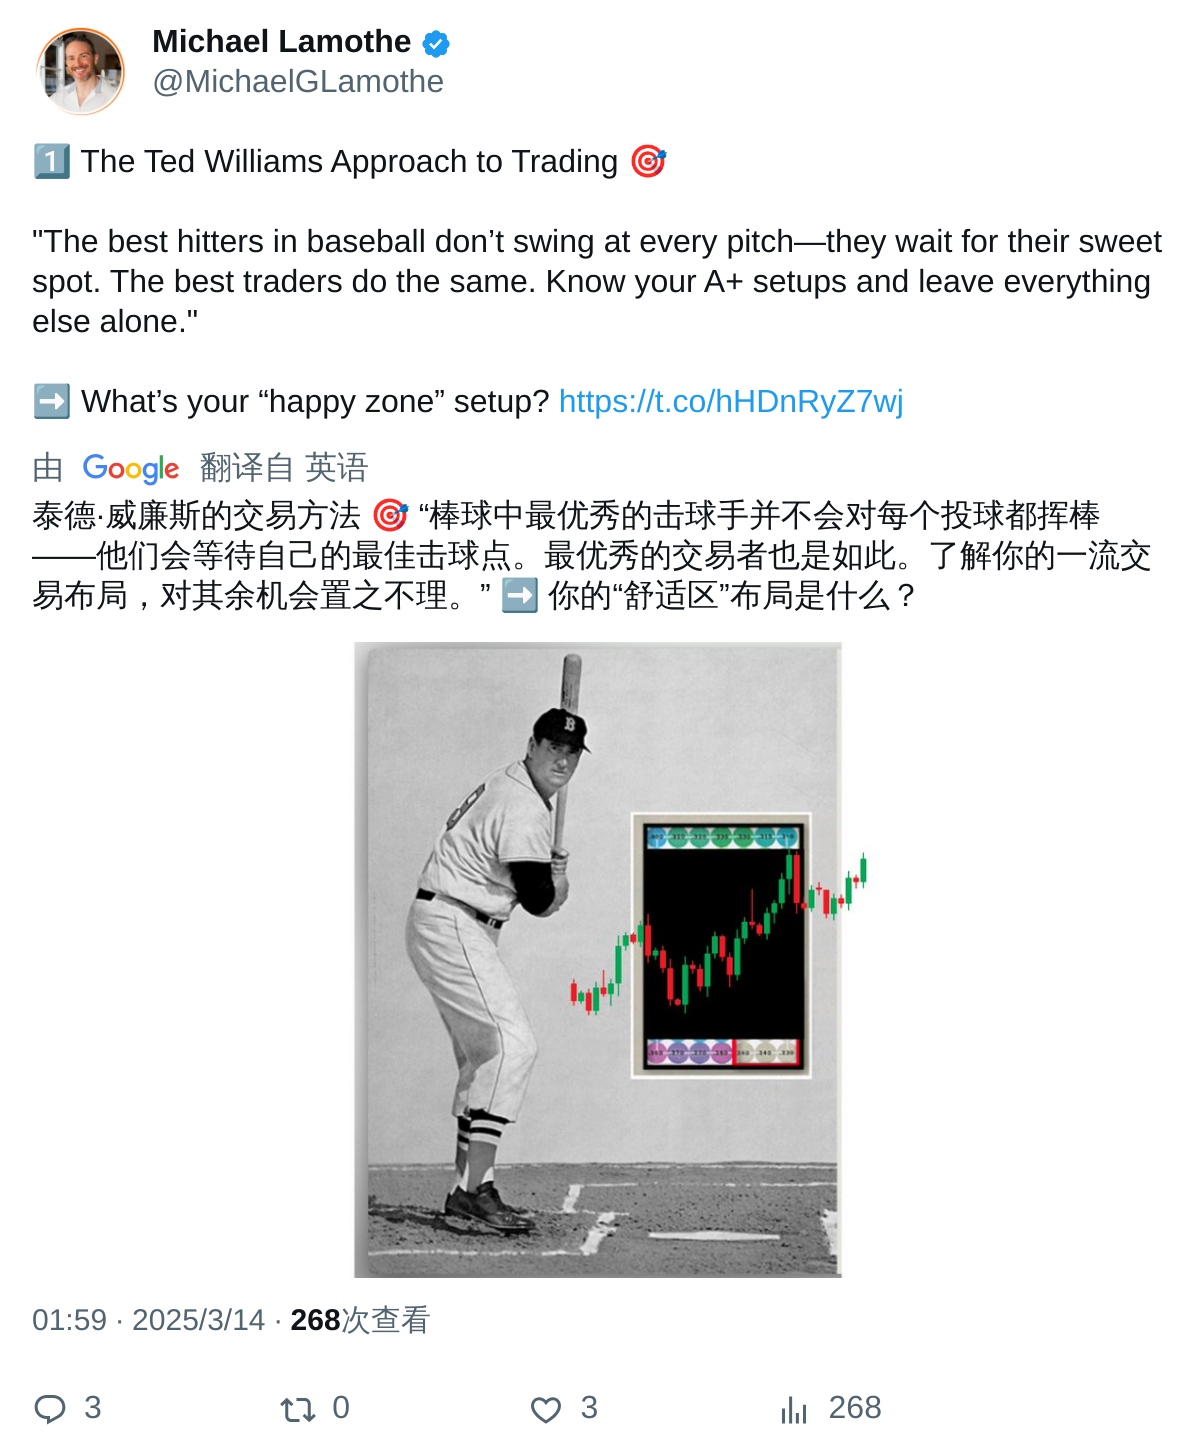 Michael Lamothe
@MichaelGLamothe
1️⃣ The Ted Williams Approach to Trading 🎯
"The best hitters in baseball don’t swing at every pitch—they wait for their sweet
spot. The best traders do the same. Know your A+ setups and leave everything
else alone."
➡️ What’s your “happy zone” setup? https://t.co/hHDnRyZ7wj
由 Google 翻译自 英语
泰德·威廉斯的交易方法 🎯 “棒球中最优秀的击球手并不会对每个投球都挥棒
——他们会等待自己的最佳击球点。最优秀的交易者也是如此。了解你的一流交
易布局，对其余机会置之不理。” ➡️ 你的“舒适区”布局是什么？
B
01:59 · 2025/3/14 · 268次查看
3 0 3 268